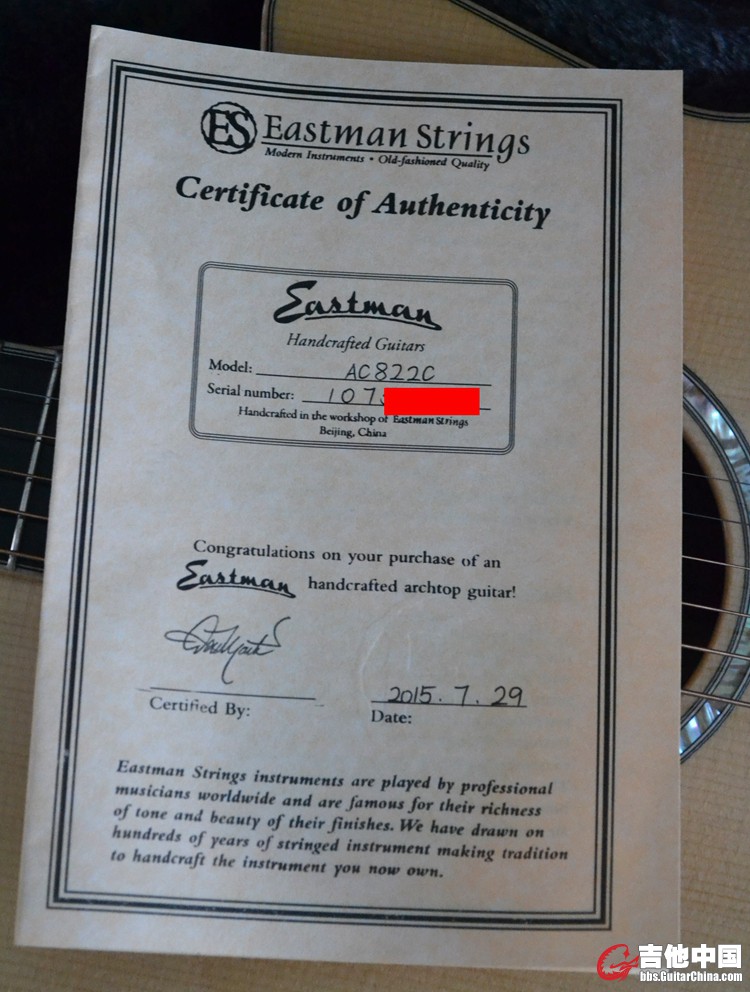 ES Eastman Strings
Modern Instruments • Old-fashioned Quality
Certificate of Authenticity
Eastman
Handcrafted Guitars
Model: AC822C
Serial number: 107
Handcrafted in the workshop of Eastman Strings
Beijing, China
Congratulations on your purchase of an
Eastman handcrafted archtop guitar!
Certified By:
2015.7.29
Date:
Eastman Strings instruments are played by professional
musicians worldwide and are famous for their richness
of tone and beauty of their finishes. We have drawn on
hundreds of years of stringed instrument making tradition
to handcraft the instrument you now own.
吉他中国
bbs.GuitarChina.com